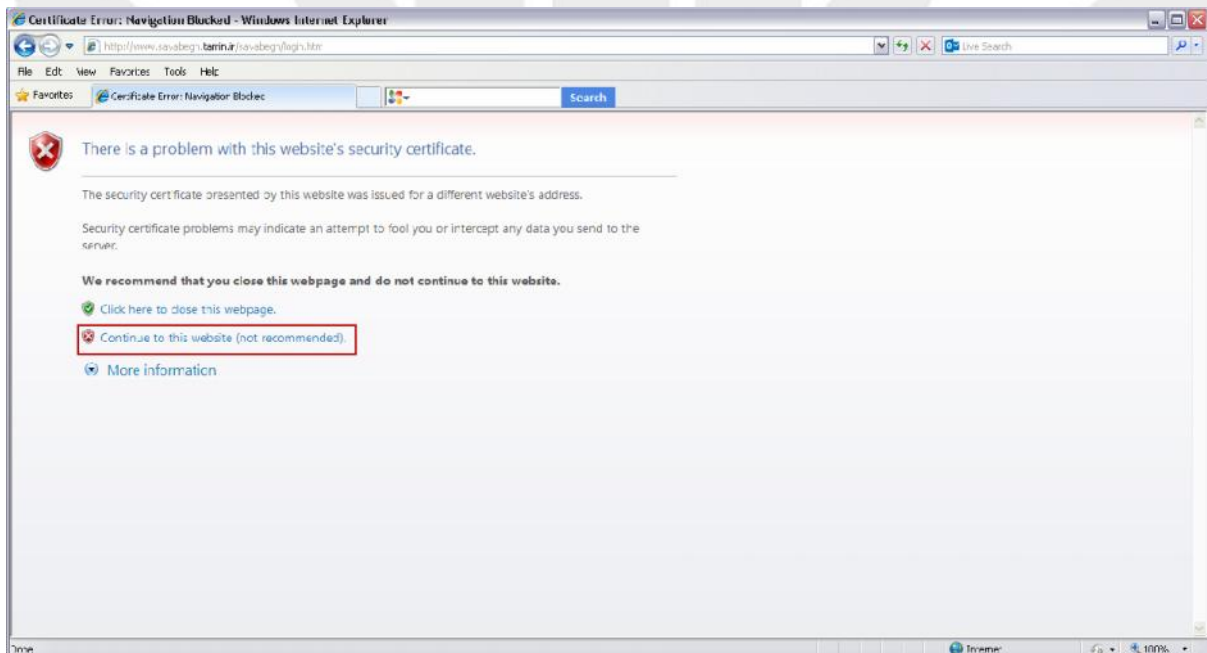 Certificate Error: Navigation Blocked - Windows Internet Explorer
Live Search
File Edit View Favorites Tools Help
Favorites Certificate Error: Navigation Blocked Search
There is a problem with this website's security certificate.
The security certificate presented by this website was issued for a different website's address.
Security certificate problems may indicate an attempt to fool you or intercept any data you send to the
server.
We recommend that you close this webpage and do not continue to this website.
Click here to close this webpage.
Continue to this website (not recommended).
More information
Done Internet 100%